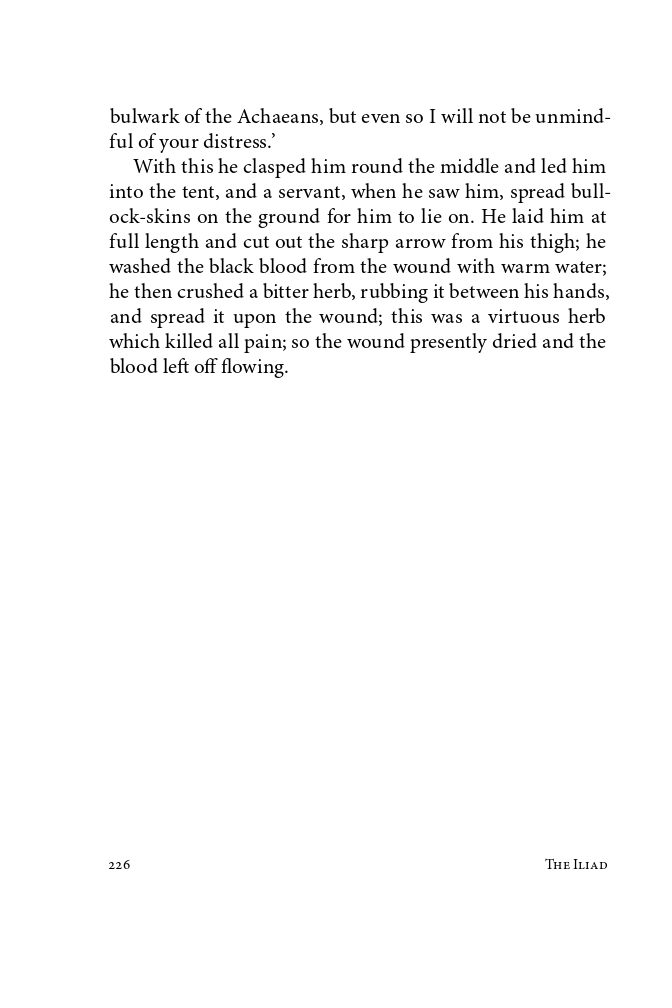 bulwark of the Achaeans, but even so I will not be unmind-
ful of your distress.’
With this he clasped him round the middle and led him
into the tent, and a servant, when he saw him, spread bull-
ock-skins on the ground for him to lie on. He laid him at
full length and cut out the sharp arrow from his thigh; he
washed the black blood from the wound with warm water;
he then crushed a bitter herb, rubbing it between his hands,
and spread it upon the wound; this was a virtuous herb
which killed all pain; so the wound presently dried and the
blood left off flowing.
226 The Iliad